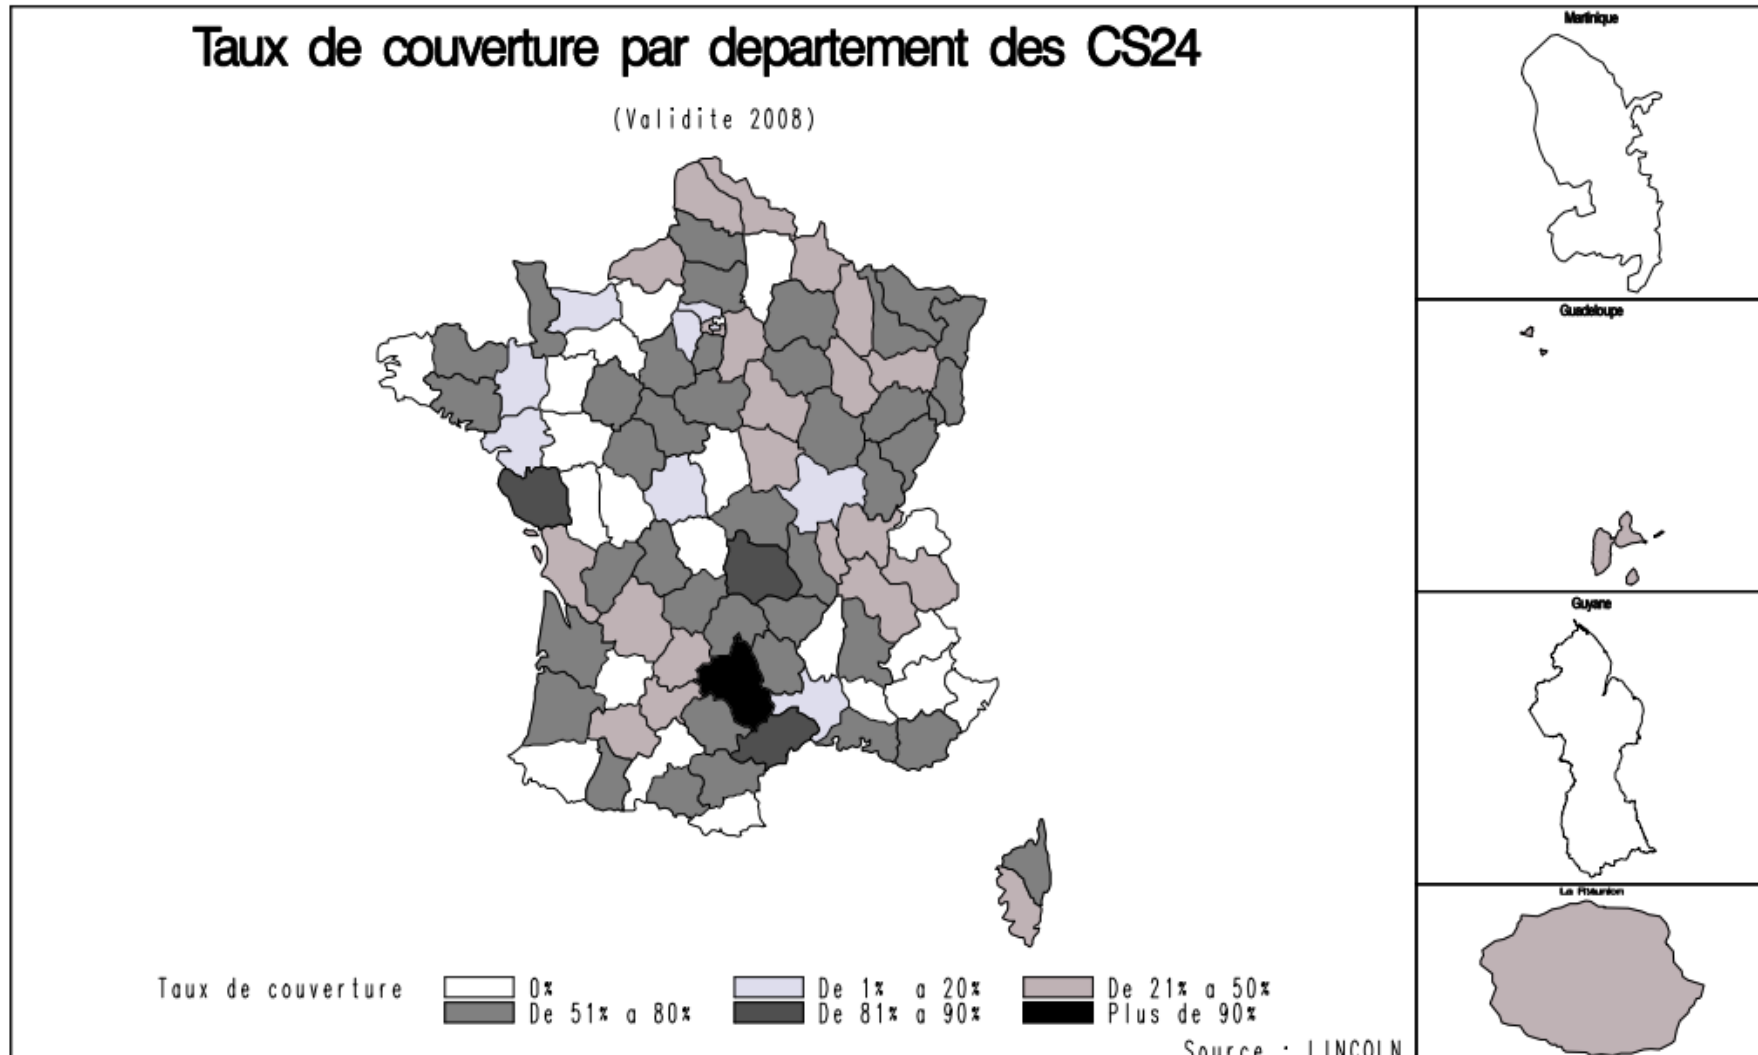 Taux de couverture par departement des CS24
(Validite 2008)
Martinique
Guadeloupe
Guyane
La Réunion
Taux de couverture
0%
De 1% a 20%
De 21% a 50%
De 51% a 80%
De 81% a 90%
Plus de 90%
Source : LINCOLN